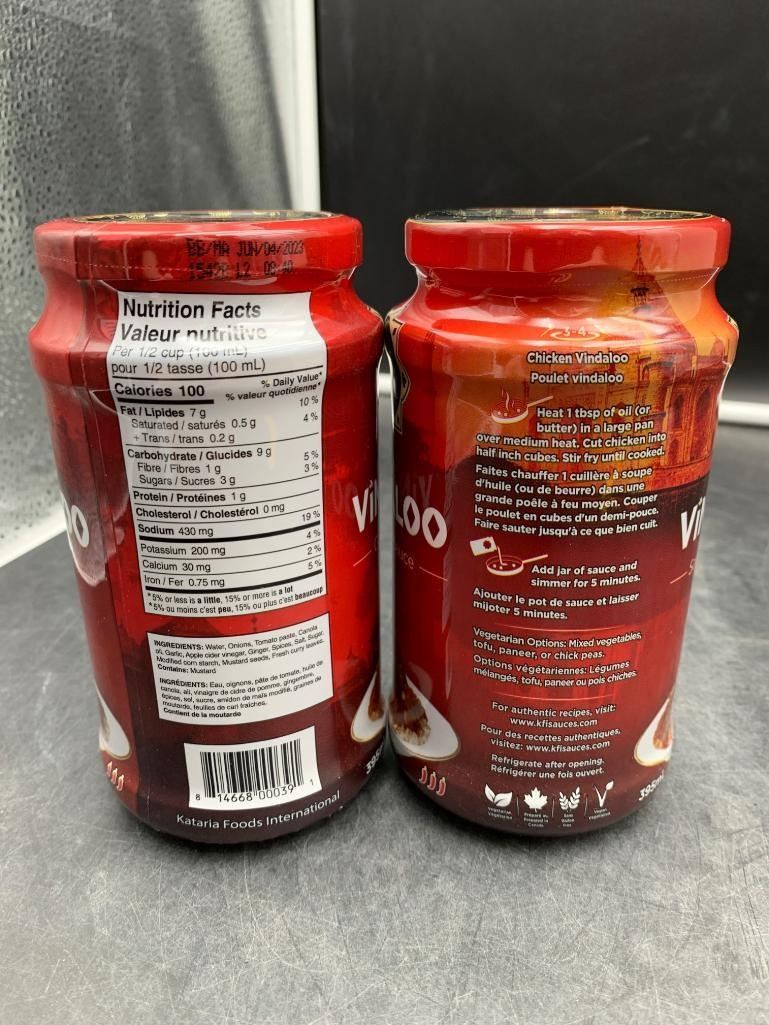 BB/MA JUN/04/2023
Nutrition Facts
Valeur nutritive
Per 1/2 cup (100 mL)
pour 1/2 tasse (100 mL)
Calories 100
% Daily Value*
% valeur quotidienne*
Fat / Lipides 7 g 10 %
Saturated / saturés 0.5 g 4 %
+ Trans / trans 0.2 g
Carbohydrate / Glucides 9 g
Fibre / Fibres 1 g 5 %
Sugars / Sucres 3 g 3 %
Protein / Protéines 1 g
Cholesterol / Cholestérol 0 mg
Sodium 430 mg 19 %
Potassium 200 mg 4 %
Calcium 30 mg 2 %
Iron / Fer 0.75 mg 5 %
*5% or less is a little, 15% or more is a lot
*5% ou moins c'est peu, 15% ou plus c'est beaucoup
INGREDIENTS: Water, Onions, Tomato paste, Canola
oil, Garlic, Apple cider vinegar, Ginger, Spices, Salt, Sugar,
Modified corn starch, Mustard seeds, Fresh curry leaves.
Contains: Mustard
INGRÉDIENTS: Eau, oignons, pâte de tomate, huile de
canola, ail, vinaigre de cidre de pomme, gingembre,
épices, sel, sucre, amidon de maïs modifié, graines de
moutarde, feuilles de cari fraîches.
Contient de la moutarde
8 14668 00039 1
Kataria Foods International
LOO
3-4
Chicken Vindaloo
Poulet vindaloo
Heat 1 tbsp of oil (or
butter) in a large pan
over medium heat. Cut chicken into
half inch cubes. Stir fry until cooked.
Faites chauffer 1 cuillère à soupe
d'huile (ou de beurre) dans une
grande poêle à feu moyen. Couper
le poulet en cubes d'un demi-pouce.
Faire sauter jusqu'à ce que bien cuit.
Add jar of sauce and
simmer for 5 minutes.
Ajouter le pot de sauce et laisser
mijoter 5 minutes.
Vegetarian Options: Mixed vegetables,
tofu, paneer, or chick peas.
Options végétariennes: Légumes
mélangés, tofu, paneer ou pois chiches.
For authentic recipes, visit:
www.kfisauces.com
Pour des recettes authentiques,
visitez: www.kfisauces.com
Refrigerate after opening.
Réfrigérer une fois ouvert.
Vegetarian
Prepared in
Canada
Vegan
395ml